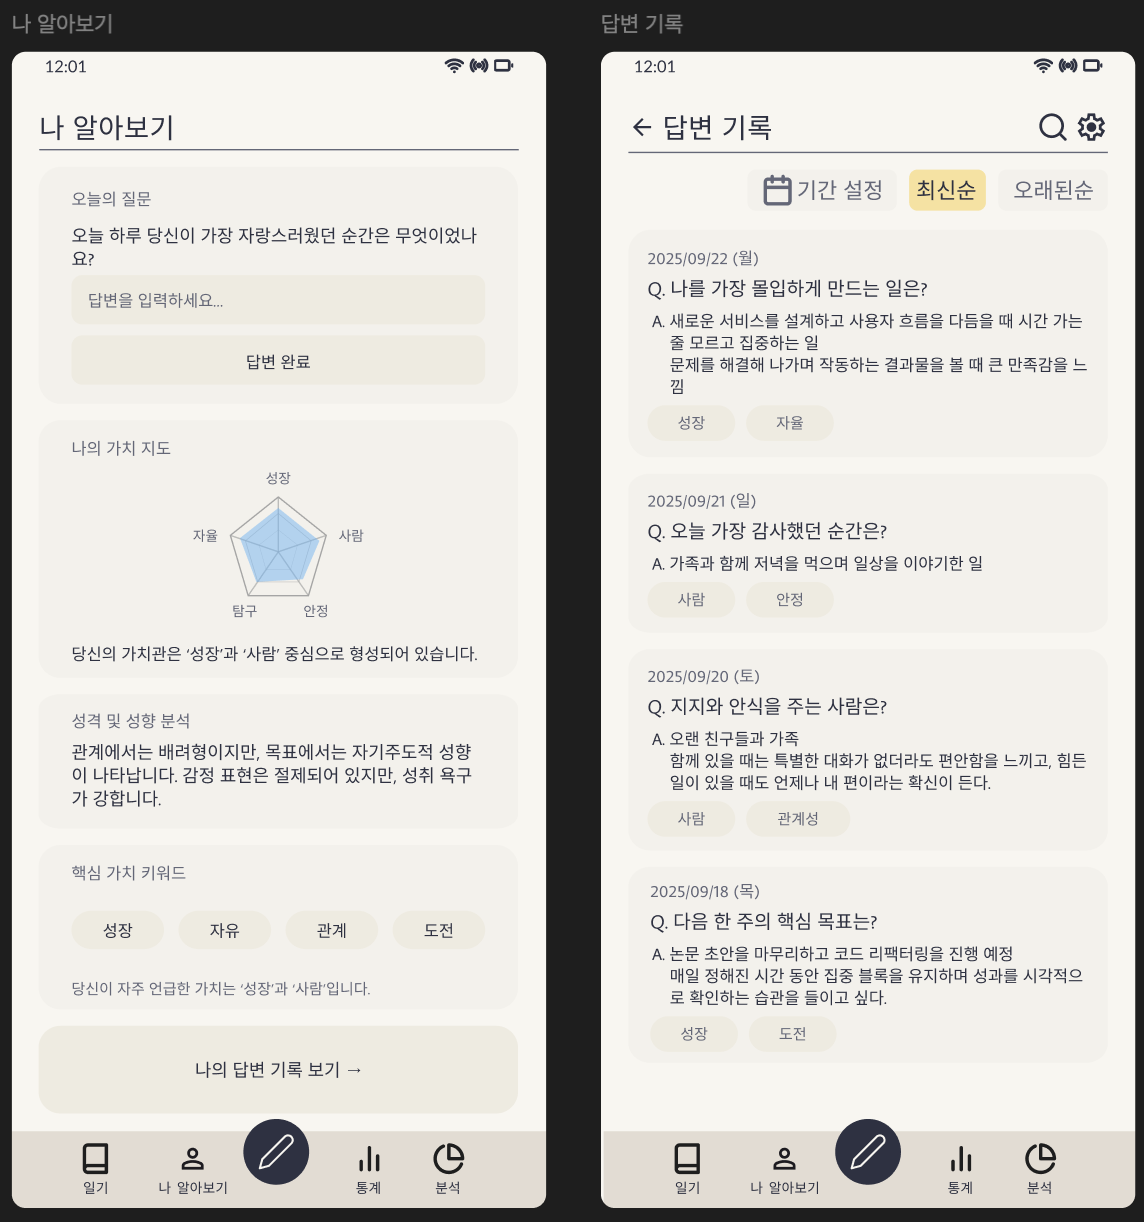 나 알아보기
12:01
나 알아보기
오늘의 질문
오늘 하루 당신이 가장 자랑스러웠던 순간은 무엇이었나
요?
답변을 입력하세요...
답변 완료
나의 가치 지도
성장
자율
사람
탐구
안정
당신의 가치관은 ‘성장’과 ‘사람’ 중심으로 형성되어 있습니다.
성격 및 성향 분석
관계에서는 배려형이지만, 목표에서는 자기주도적 성향
이 나타납니다. 감정 표현은 절제되어 있지만, 성취 욕구
가 강합니다.
핵심 가치 키워드
성장 자유 관계 도전
당신이 자주 언급한 가치는 ‘성장’과 ‘사람’입니다.
나의 답변 기록 보기 →
일기 나 알아보기 통계 분석
답변 기록
12:01
← 답변 기록
기간 설정 최신순 오래된순
2025/09/22 (월)
Q. 나를 가장 몰입하게 만드는 일은?
A. 새로운 서비스를 설계하고 사용자 흐름을 다듬을 때 시간 가는
줄 모르고 집중하는 일
문제를 해결해 나가며 작동하는 결과물을 볼 때 큰 만족감을 느
낌
성장 자율
2025/09/21 (일)
Q. 오늘 가장 감사했던 순간은?
A. 가족과 함께 저녁을 먹으며 일상을 이야기한 일
사람 안정
2025/09/20 (토)
Q. 지지와 안식을 주는 사람은?
A. 오랜 친구들과 가족
함께 있을 때는 특별한 대화가 없더라도 편안함을 느끼고, 힘든
일이 있을 때도 언제나 내 편이라는 확신이 든다.
사람 관계성
2025/09/18 (목)
Q. 다음 한 주의 핵심 목표는?
A. 논문 초안을 마무리하고 코드 리팩터링을 진행 예정
매일 정해진 시간 동안 집중 블록을 유지하며 성과를 시각적으
로 확인하는 습관을 들이고 싶다.
성장 도전
일기 나 알아보기 통계 분석